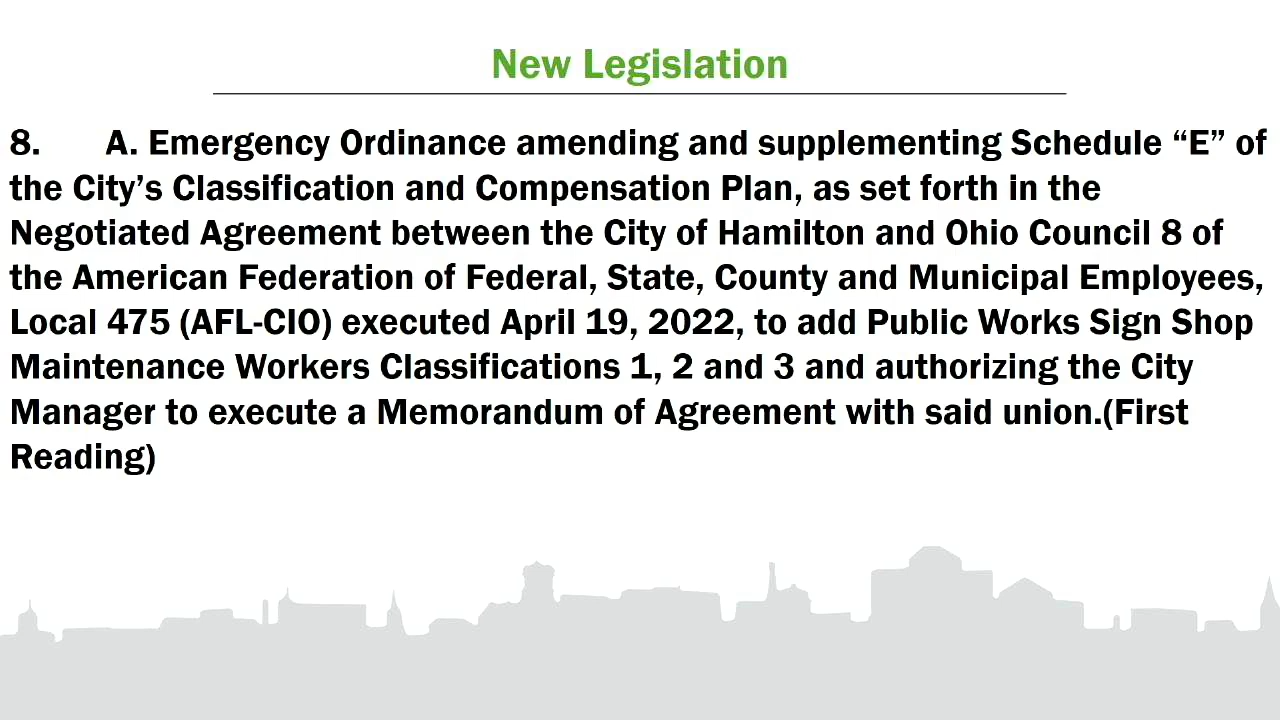 New Legislation
8. A. Emergency Ordinance amending and supplementing Schedule “E” of
the City’s Classification and Compensation Plan, as set forth in the
Negotiated Agreement between the City of Hamilton and Ohio Council 8 of
the American Federation of Federal, State, County and Municipal Employees,
Local 475 (AFL-CIO) executed April 19, 2022, to add Public Works Sign Shop
Maintenance Workers Classifications 1, 2 and 3 and authorizing the City
Manager to execute a Memorandum of Agreement with said union.(First
Reading)